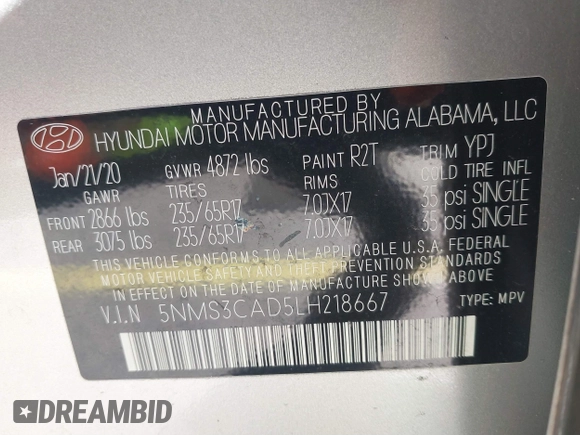 MANUFACTURED BY
HYUNDAI MOTOR MANUFACTURING ALABAMA, LLC
Jan/21/20 GVWR 4872 lbs PAINT R2T TRIM YPJ
GAWR TIRES RIMS COLD TIRE INFL
FRONT 2866 lbs 235/65R17 7.0JX17 35 psi SINGLE
REAR 3075 lbs 235/65R17 7.0JX17 35 psi SINGLE
THIS VEHICLE CONFORMS TO ALL APPLICABLE U.S.A. FEDERAL
MOTOR VEHICLE SAFETY AND THEFT PREVENTION STANDARDS
IN EFFECT ON THE DATE OF MANUFACTURE SHOWN ABOVE.
V.I.N 5NMS3CAD5LH218667 TYPE: MPV
DREAMBID